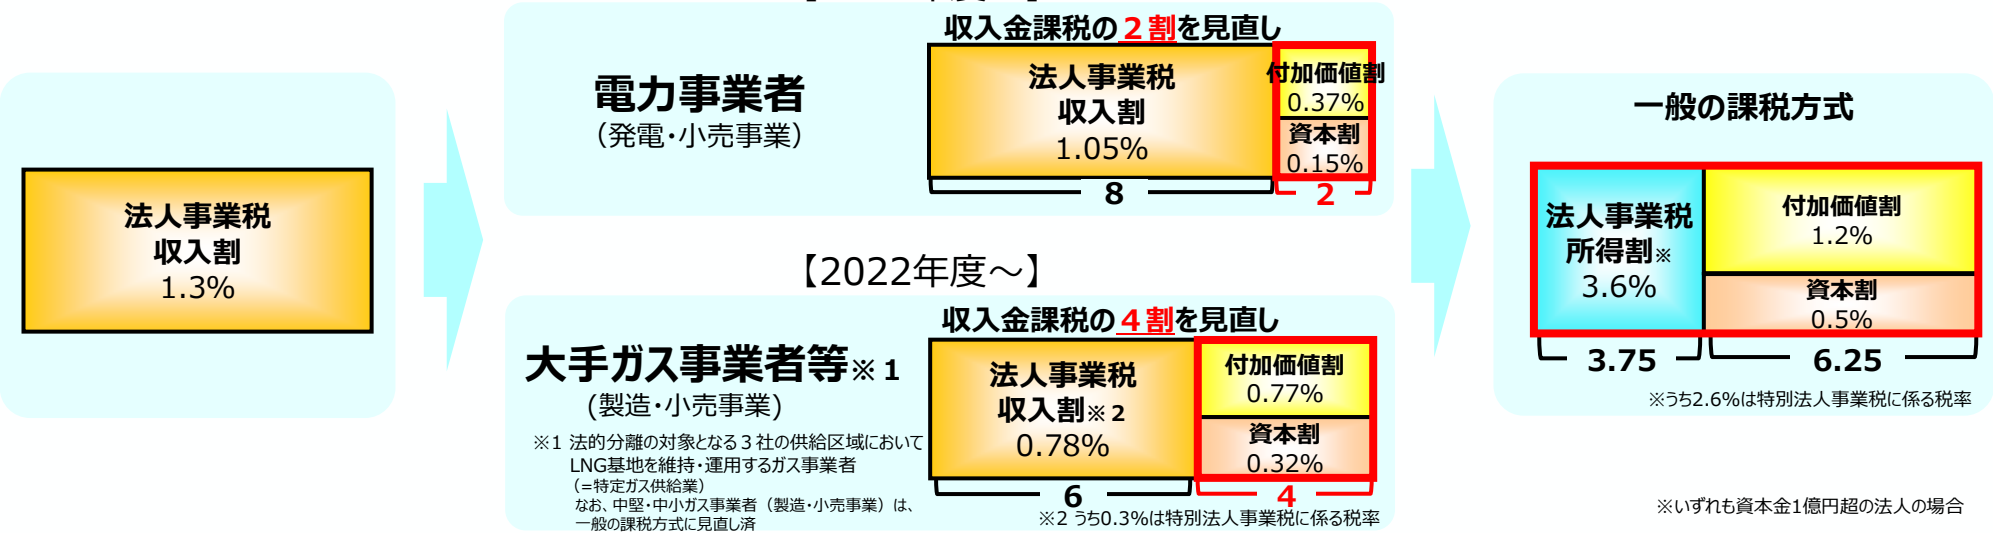 法人事業税
収入割
1.3%
収入金課税の２割を見直し
電力事業者
（発電・小売事業）
法人事業税
収入割
1.05%
付加価値割
0.37%
資本割
0.15%
8
2
【2022年度～】
収入金課税の４割を見直し
大手ガス事業者等※１
(製造・小売事業)
※1 法的分離の対象となる３社の供給区域において
LNG基地を維持・運用するガス事業者
（=特定ガス供給業）
なお、中堅・中小ガス事業者（製造・小売事業）は、
一般の課税方式に見直し済
法人事業税
収入割※２
0.78%
付加価値割
0.77%
資本割
0.32%
6
4
※2 うち0.3%は特別法人事業税に係る税率
一般の課税方式
法人事業税
所得割※
3.6%
付加価値割
1.2%
資本割
0.5%
3.75
6.25
※うち2.6%は特別法人事業税に係る税率
※いずれも資本金1億円超の法人の場合